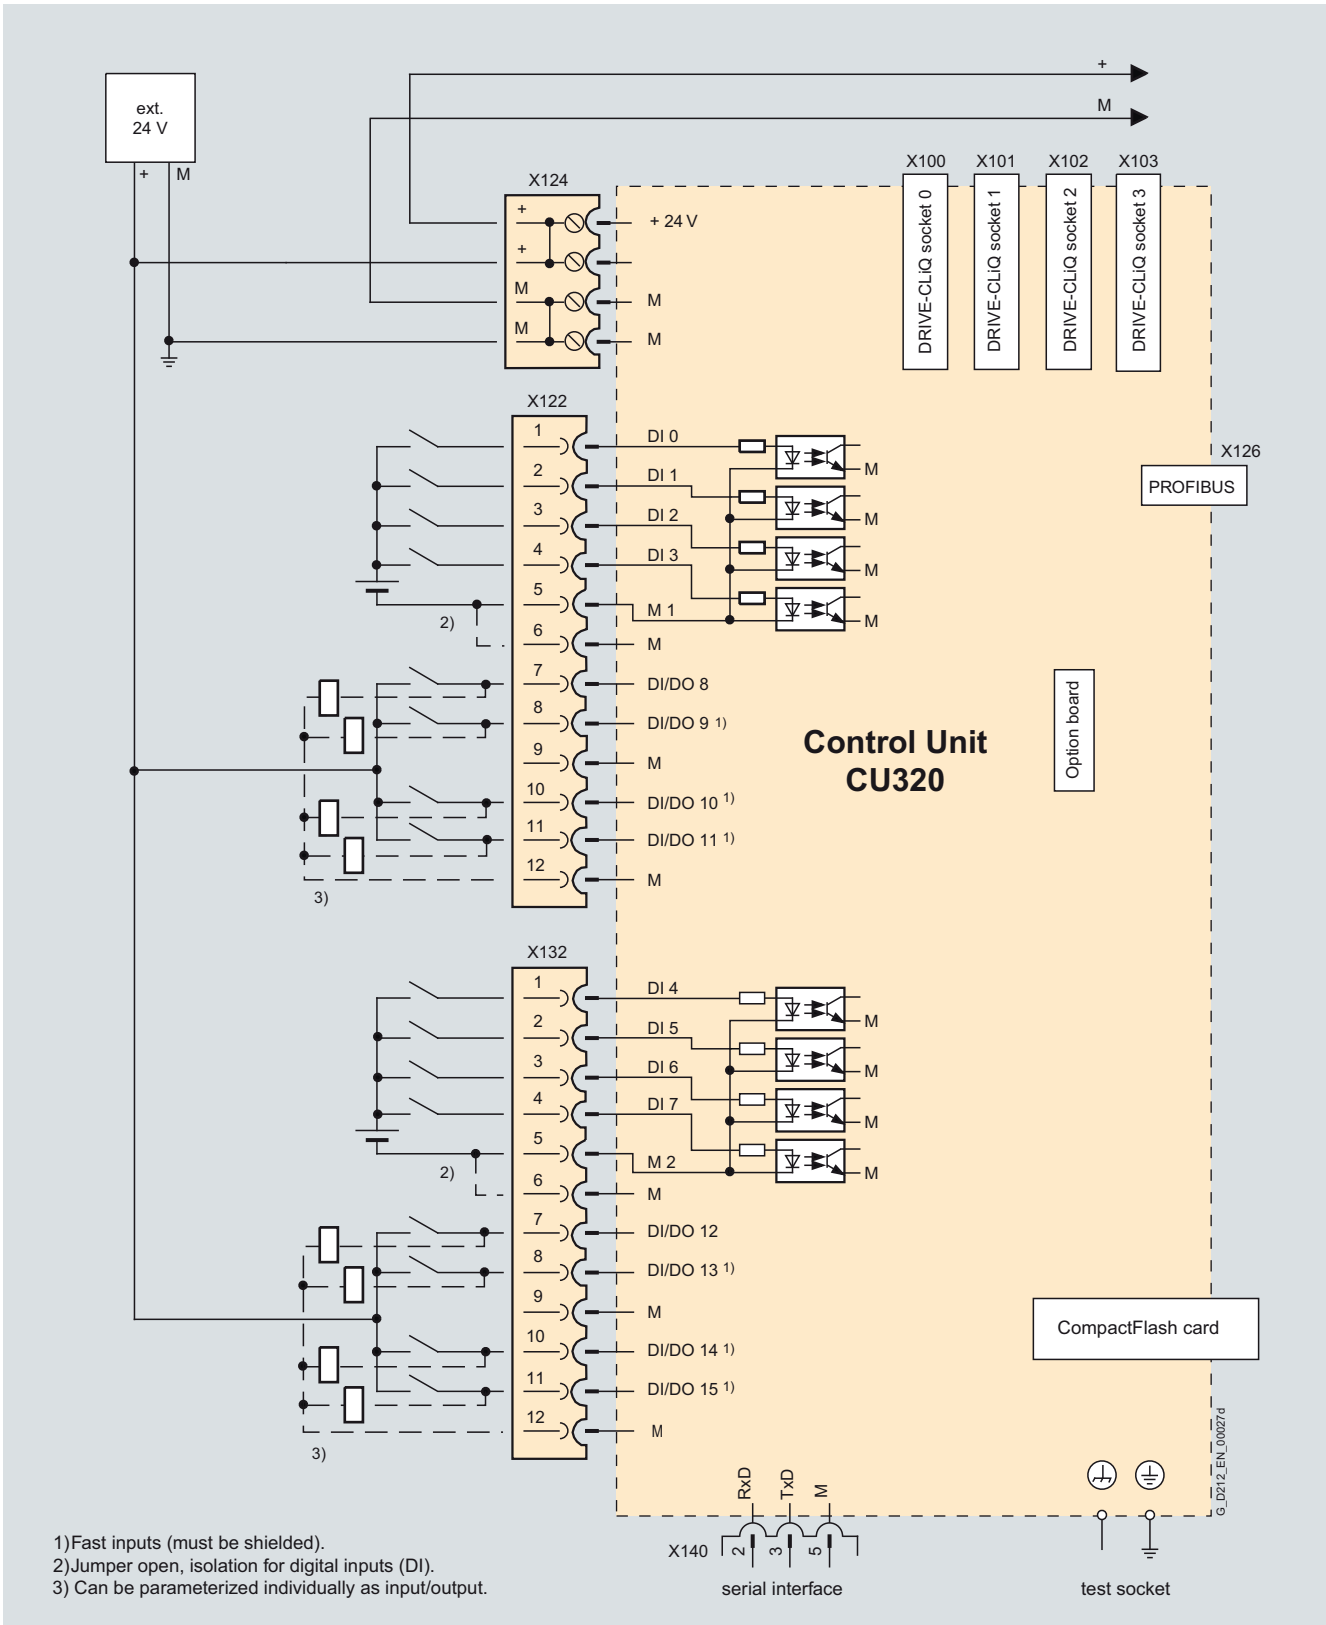 +
M
ext.
24 V
+ M
X100 X101 X102 X103
DRIVE-CLiQ socket 0
DRIVE-CLiQ socket 1
DRIVE-CLiQ socket 2
DRIVE-CLiQ socket 3
X124
+ + 24 V
+
M M
M M
X122
1 DI 0
M
2 DI 1
M
3 DI 2
M
4 DI 3
M
5 M 1
2)
6 M
7 DI/DO 8
8 DI/DO 9 1)
9 M
10 DI/DO 10 1)
11 DI/DO 11 1)
12 M
3)
X126
PROFIBUS
Control Unit
CU320
Option board
X132
1 DI 4
M
2 DI 5
M
3 DI 6
M
4 DI 7
M
5 M 2
2)
6 M
7 DI/DO 12
8 DI/DO 13 1)
9 M
10 DI/DO 14 1)
11 DI/DO 15 1)
12 M
3)
CompactFlash card
G_D212_EN_00027d
RxD TxD M
X140 2 3 5
serial interface
test socket
1)Fast inputs (must be shielded).
2)Jumper open, isolation for digital inputs (DI).
3) Can be parameterized individually as input/output.